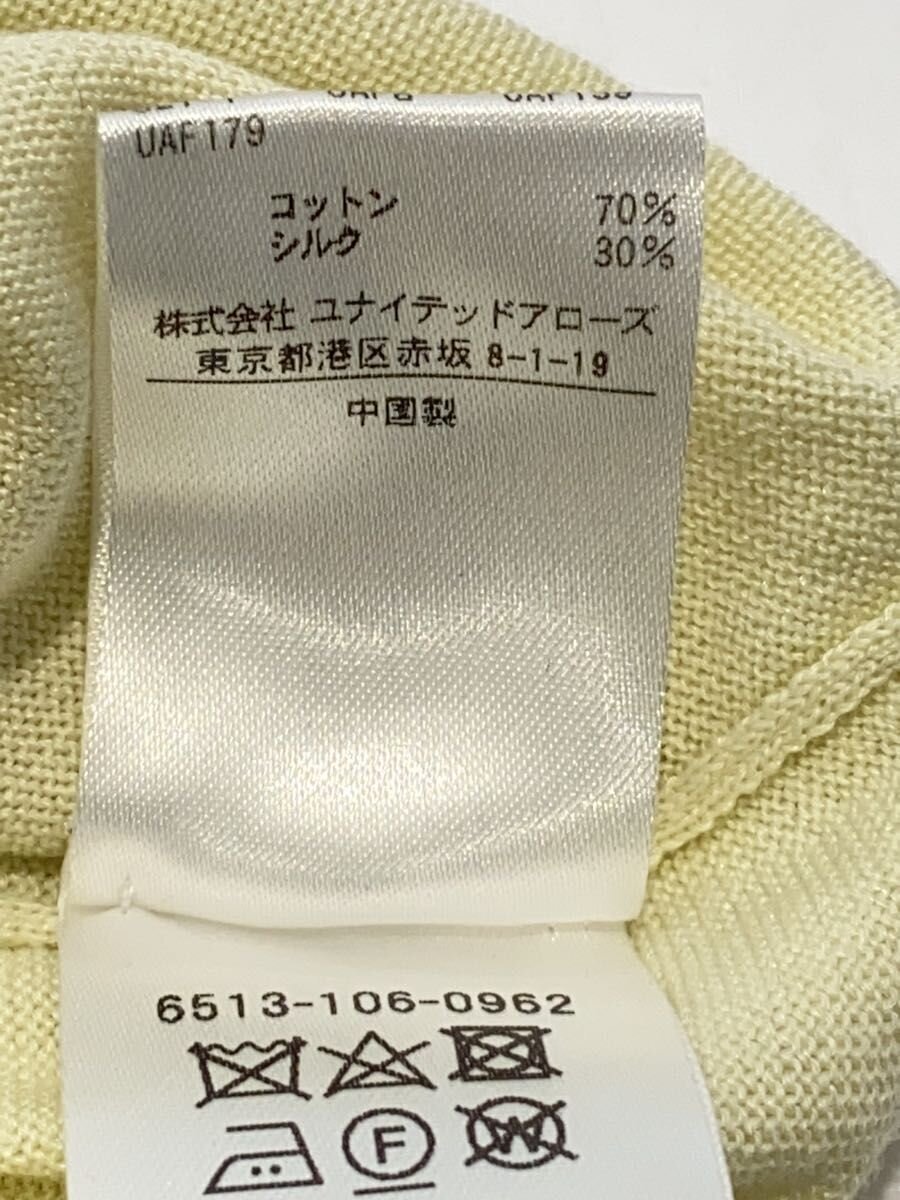 UAF179
コットン 70%
シルク 30%
株式会社 ユナイテッドアローズ
東京都港区赤坂 8-1-19
中国製
6513-106-0962
F
W